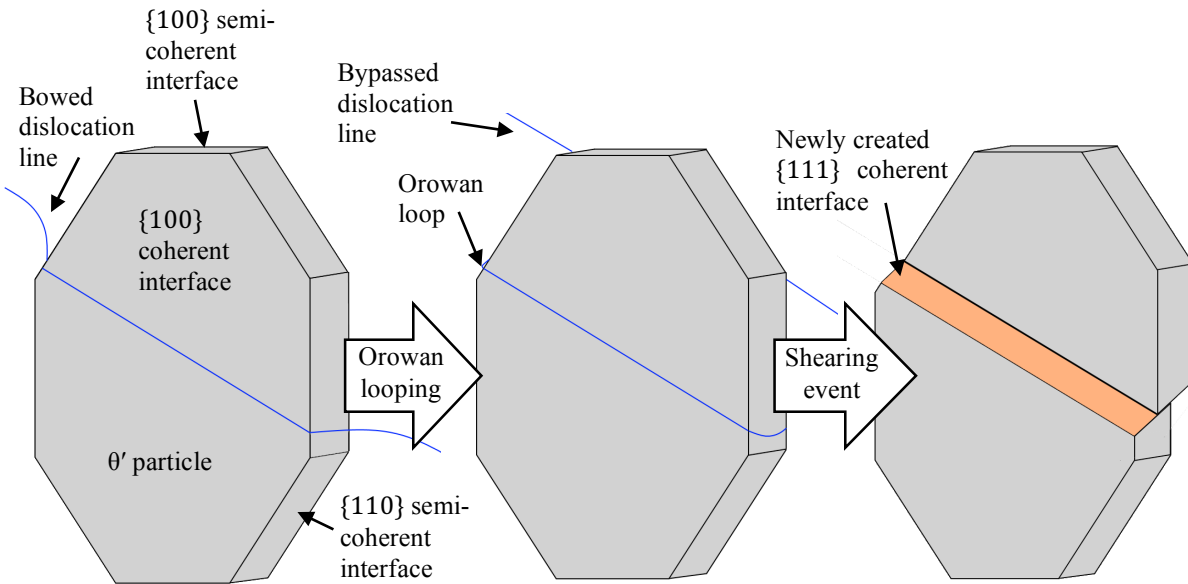 {100} semi-
coherent
interface
Bowed
dislocation
line
{100}
coherent
interface
θ′ particle
{110} semi-
coherent
interface
Orowan
looping
Bypassed
dislocation
line
Orowan
loop
Shearing
event
Newly created
{111} coherent
interface